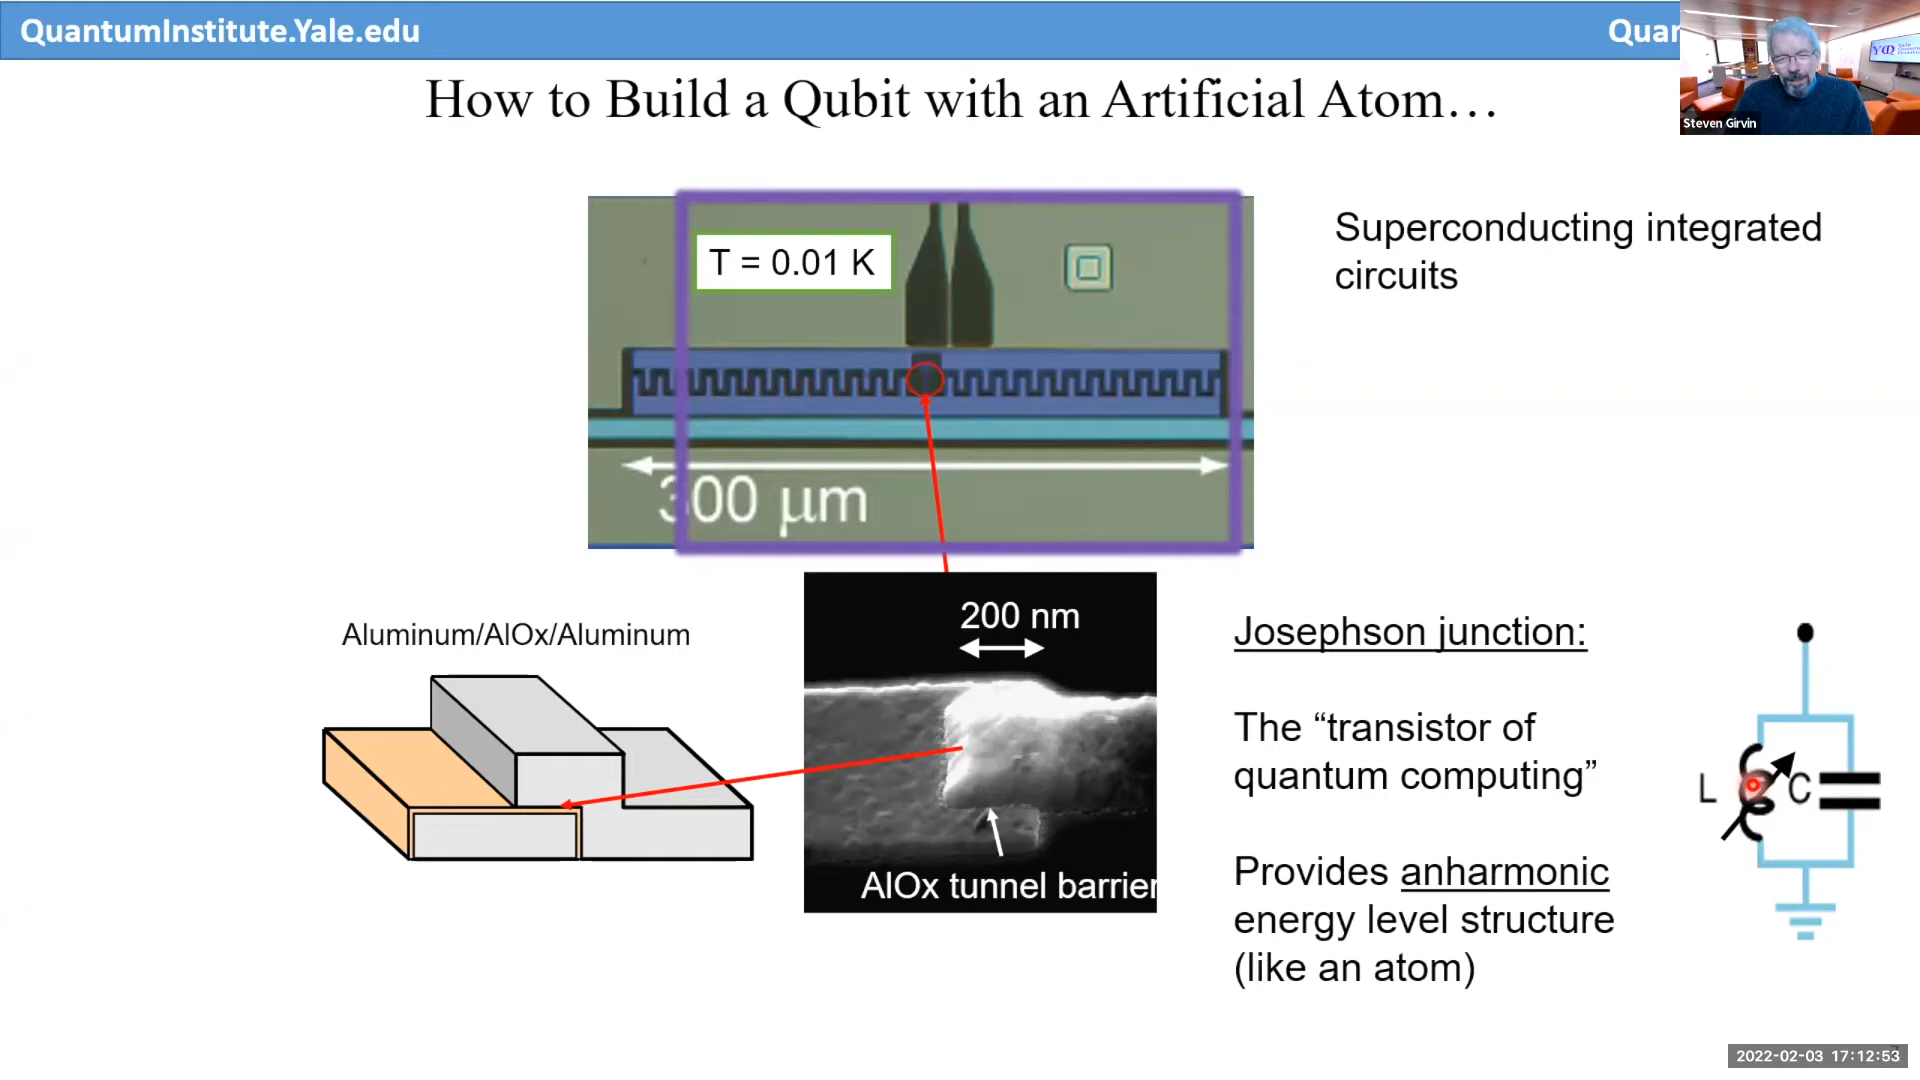 QuantumInstitute.Yale.edu
Quan
Steven Girvin
How to Build a Qubit with an Artificial Atom…
T = 0.01 K
Superconducting integrated
circuits
300 μm
200 nm
Aluminum/AlOx/Aluminum
AlOx tunnel barrier
Josephson junction:
The “transistor of
quantum computing”
Provides anharmonic
energy level structure
(like an atom)
L
C
2022-02-03 17:12:53